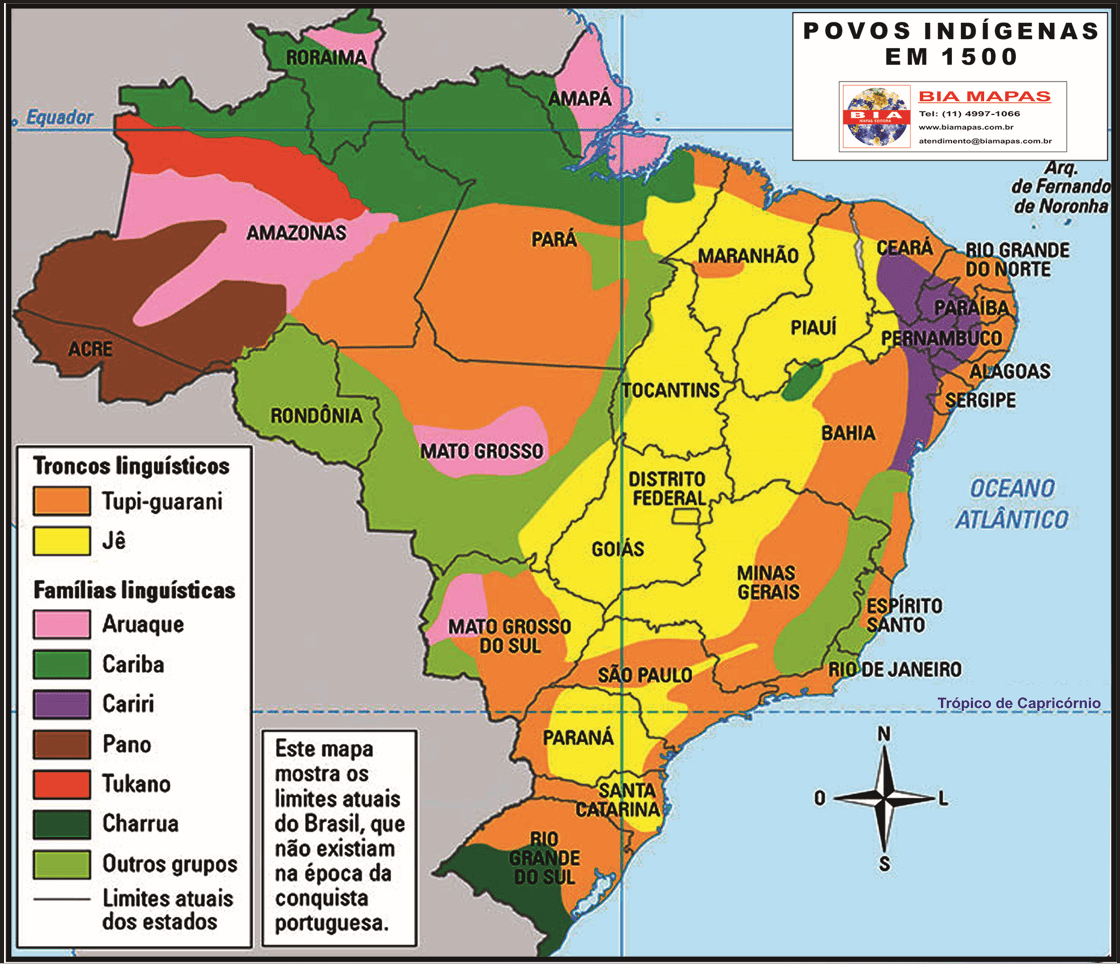 POVOS INDÍGENAS
EM 1500
BIA
MAPAS EDITORA
BIA MAPAS
Tel: (11) 4997-1066
www.biamapas.com.br
atendimento@biamapas.com.br
Equador
RORAIMA
AMAPÁ
Arq.
de Fernando
de Noronha
AMAZONAS
PARÁ
MARANHÃO
CEARÁ
RIO GRANDE
DO NORTE
PARAÍBA
PIAUÍ
PERNAMBUCO
ACRE
ALAGOAS
TOCANTINS
SERGIPE
RONDÔNIA
BAHIA
MATO GROSSO
DISTRITO
FEDERAL
OCEANO
ATLÂNTICO
GOIÁS
MINAS
GERAIS
ESPÍRITO
SANTO
MATO GROSSO
DO SUL
SÃO PAULO
RIO DE JANEIRO
Trópico de Capricórnio
PARANÁ
SANTA
CATARINA
RIO
GRANDE
DO SUL
N
O
L
S
Troncos linguísticos
Tupi-guarani
Jê
Famílias linguísticas
Aruaque
Cariba
Cariri
Pano
Tukano
Charrua
Outros grupos
Limites atuais
dos estados
Este mapa
mostra os
limites atuais
do Brasil, que
não existiam
na época da
conquista
portuguesa.